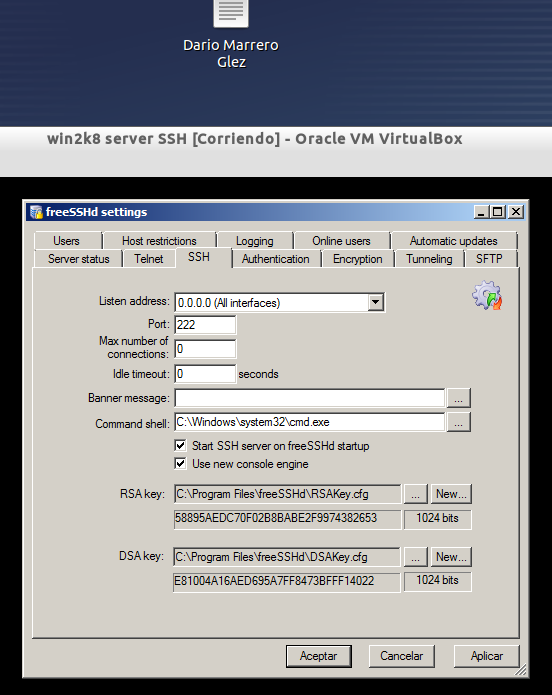 Dario Marrero
Glez
win2k8 server SSH [Corriendo] - Oracle VM VirtualBox
freeSSHd settings
Users
Host restrictions
Logging
Online users
Automatic updates
Server status
Telnet
SSH
Authentication
Encryption
Tunneling
SFTP
Listen address: 0.0.0.0 (All interfaces)
Port: 222
Max number of
connections: 0
Idle timeout: 0 seconds
Banner message: ...
Command shell: C:\Windows\system32\cmd.exe ...
Start SSH server on freeSSHd startup
Use new console engine
RSA key: C:\Program Files\freeSSHd\RSAKey.cfg ... New...
58895AEDC70F02B8BABE2F9974382653 1024 bits
DSA key: C:\Program Files\freeSSHd\DSAKey.cfg ... New...
E81004A16AED695A7FF8473BFFF14022 1024 bits
Aceptar
Cancelar
Aplicar